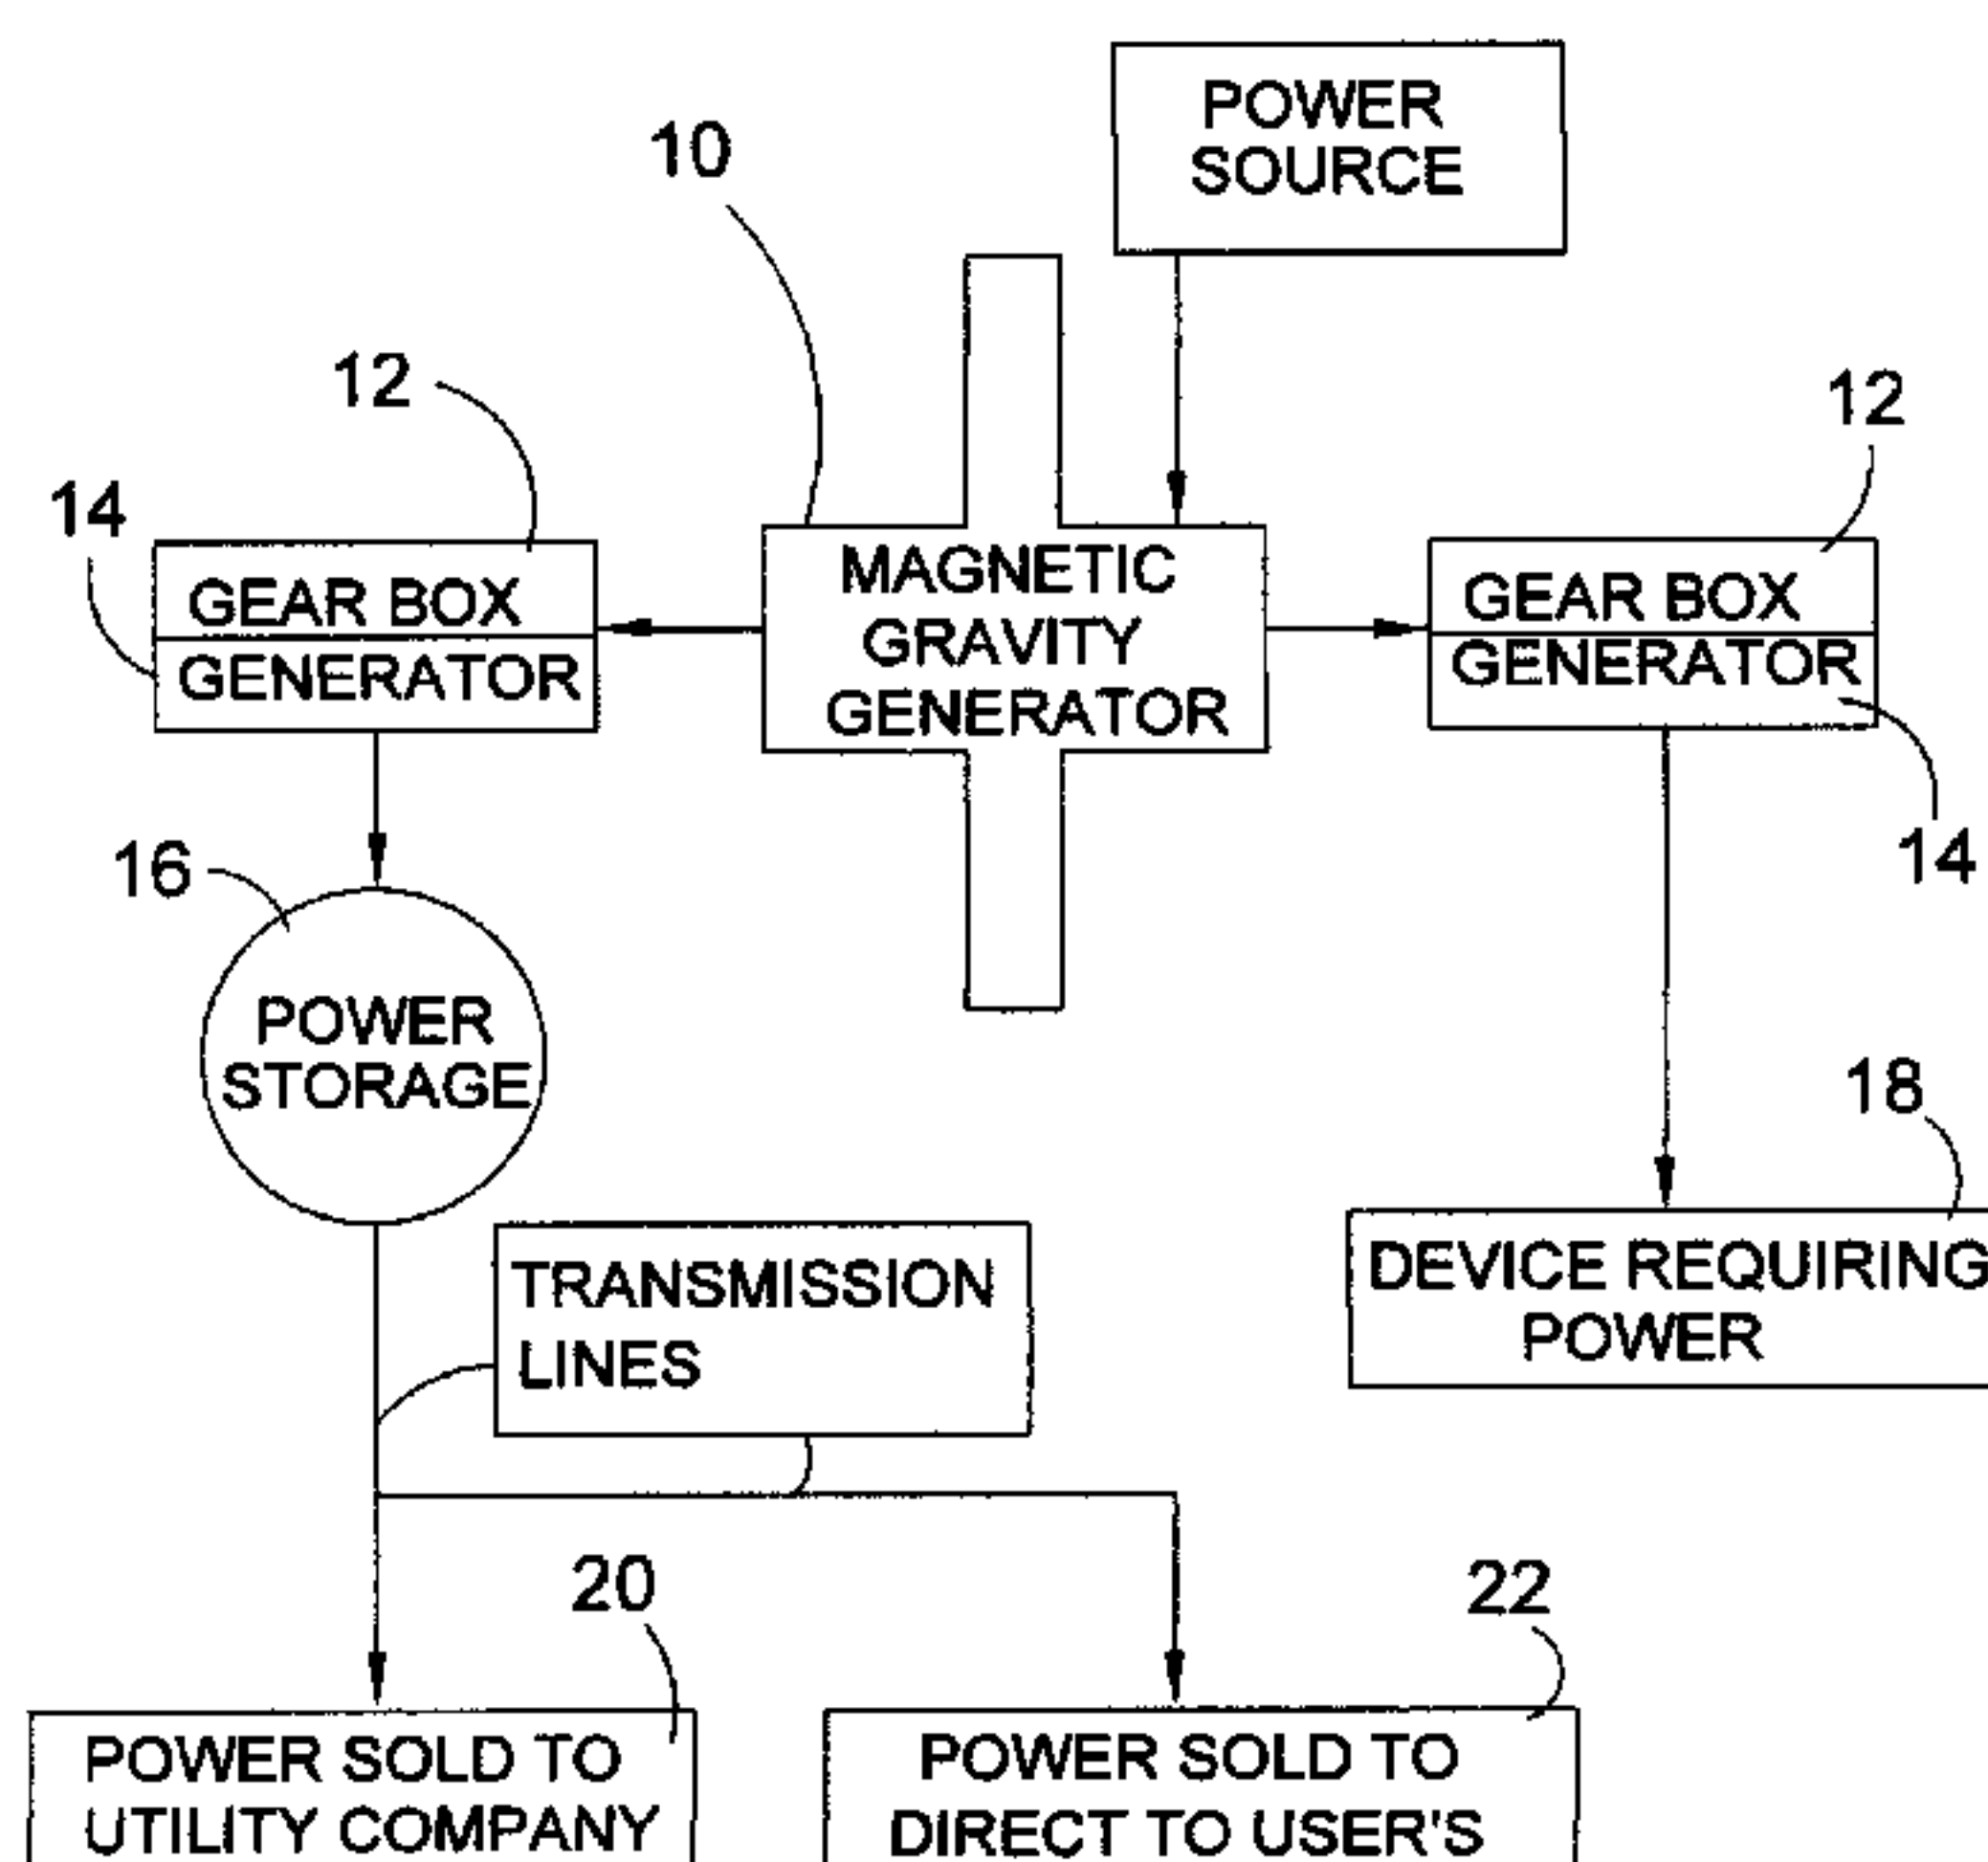 POWER
SOURCE
10
12
12
14
MAGNETIC
GRAVITY
GENERATOR
GEAR BOX
GENERATOR
GEAR BOX
GENERATOR
14
16
POWER
STORAGE
18
TRANSMISSION
LINES
DEVICE REQUIRING
POWER
20
22
POWER SOLD TO
UTILITY COMPANY
POWER SOLD TO
DIRECT TO USER'S